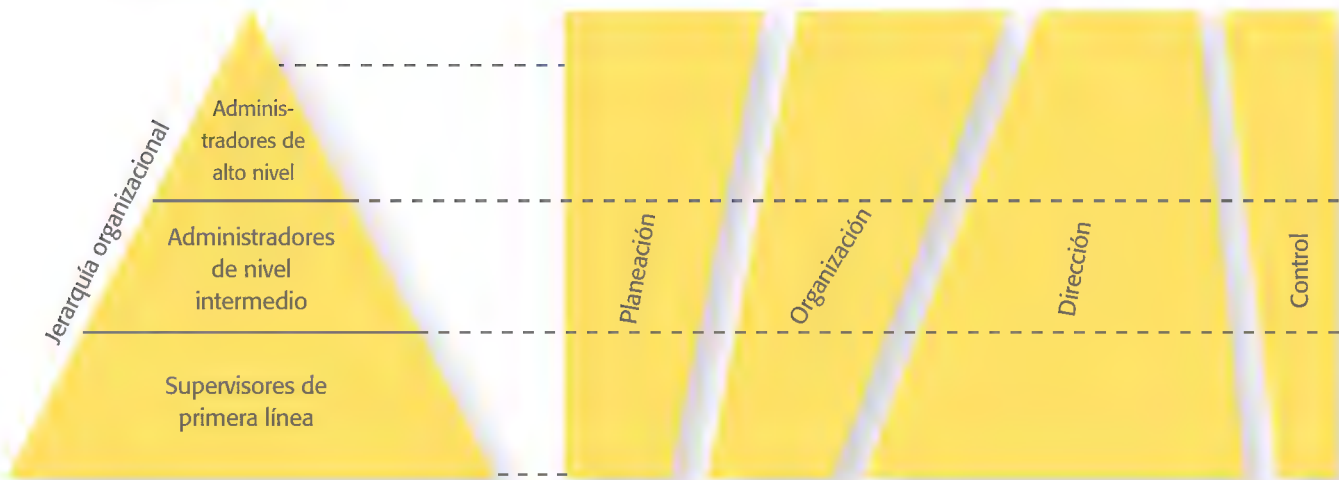 Jerarquía organizacional
Adminis-
tradores de
alto nivel
Administradores
de nivel
intermedio
Supervisores de
primera línea
Planeación
Organización
Dirección
Control